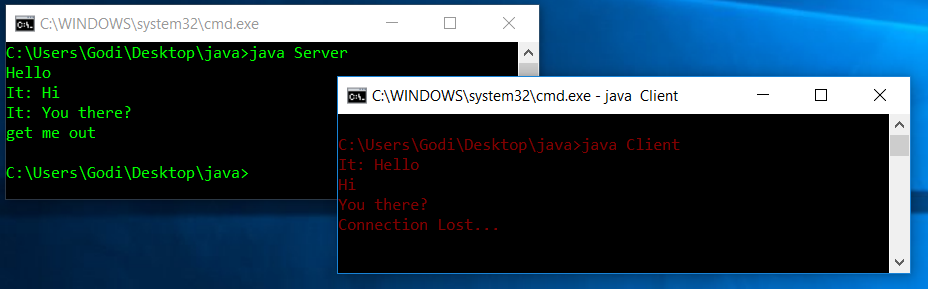 C:\WINDOWS\system32\cmd.exe
C:\Users\Godi\Desktop\java>java Server
Hello
It: Hi
It: You there?
get me out
C:\Users\Godi\Desktop\java>
C:\WINDOWS\system32\cmd.exe - java  Client
C:\Users\Godi\Desktop\java>java Client
It: Hello
Hi
You there?
Connection Lost...